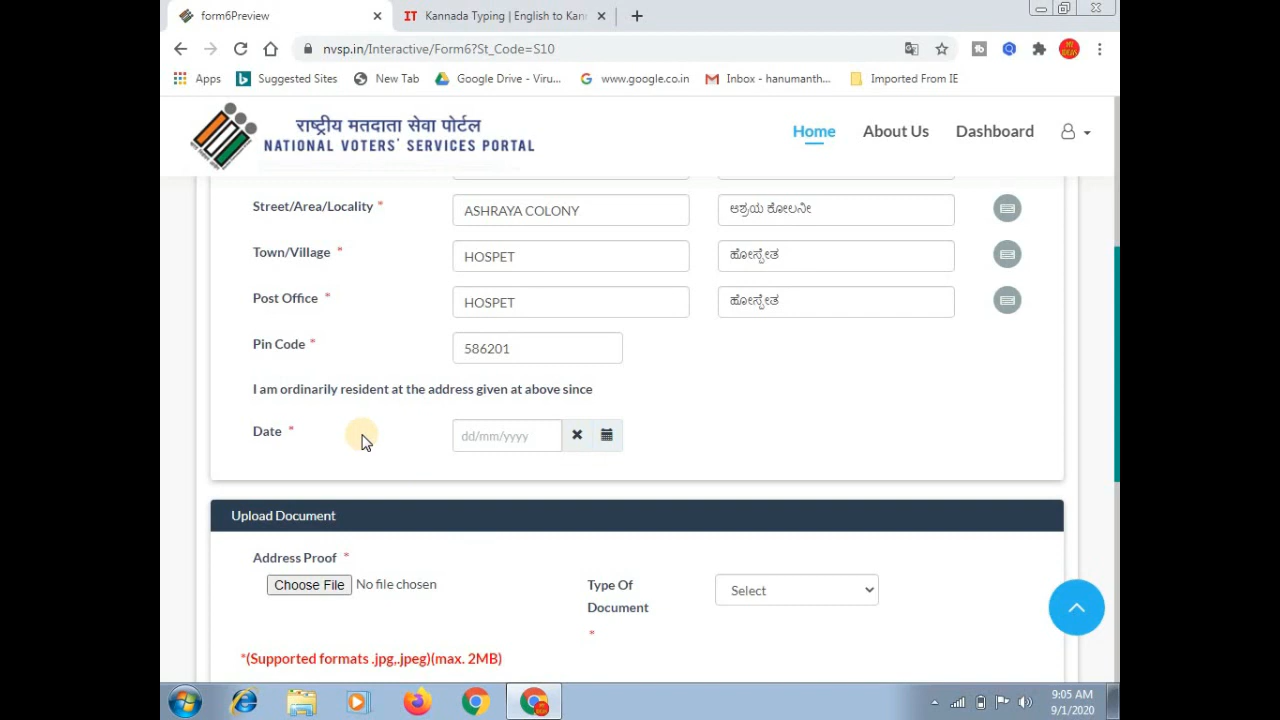 form6Preview
IT Kannada Typing | English to Kann
nvsp.in/Interactive/Form6?St_Code=S10
Apps Suggested Sites New Tab Google Drive - Viru... www.google.co.in Inbox - hanumanth... Imported From IE
राष्ट्रीय मतदाता सेवा पोर्टल
NATIONAL VOTERS' SERVICES PORTAL
Home About Us Dashboard
Street/Area/Locality * ASHRAYA COLONY ಆಶ್ರಯ ಕೋಲನೀ
Town/Village * HOSPET ಹೋಸ್ಪೇತ
Post Office * HOSPET ಹೋಸ್ಪೇತ
Pin Code * 586201
I am ordinarily resident at the address given at above since
Date * dd/mm/yyyy
Upload Document
Address Proof *
Choose File No file chosen
Type Of
Document
*
Select
*(Supported formats .jpg,.jpeg)(max. 2MB)
9:05 AM
9/1/2020